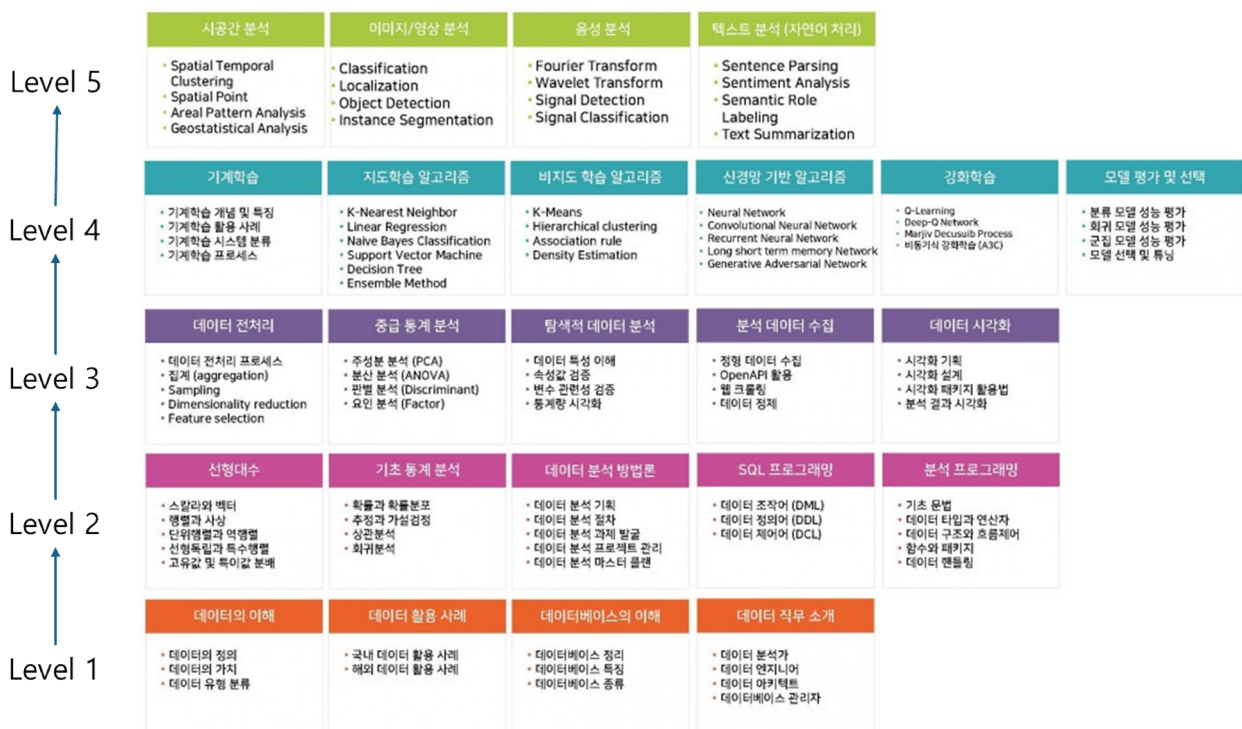 Level 5
시공간 분석
• Spatial Temporal
Clustering
• Spatial Point
• Areal Pattern Analysis
• Geostatistical Analysis
이미지/영상 분석
• Classification
• Localization
• Object Detection
• Instance Segmentation
음성 분석
• Fourier Transform
• Wavelet Transform
• Signal Detection
• Signal Classification
텍스트 분석 (자연어 처리)
• Sentence Parsing
• Sentiment Analysis
• Semantic Role
Labeling
• Text Summarization
Level 4
기계학습
• 기계학습 개념 및 특징
• 기계학습 활용 사례
• 기계학습 시스템 분류
• 기계학습 프로세스
지도학습 알고리즘
• K-Nearest Neighbor
• Linear Regression
• Naive Bayes Classification
• Support Vector Machine
• Decision Tree
• Ensemble Method
비지도 학습 알고리즘
• K-Means
• Hierarchical clustering
• Association rule
• Density Estimation
신경망 기반 알고리즘
• Neural Network
• Convolutional Neural Network
• Recurrent Neural Network
• Long short term memory Network
• Generative Adversarial Network
강화학습
• Q-Learning
• Deep-Q Network
• Marjiv Decusuib Process
• 비동기식 강화학습 (A3C)
모델 평가 및 선택
• 분류 모델 성능 평가
• 회귀 모델 성능 평가
• 군집 모델 성능 평가
• 모델 선택 및 튜닝
Level 3
데이터 전처리
• 데이터 전처리 프로세스
• 집계 (aggregation)
• Sampling
• Dimensionality reduction
• Feature selection
중급 통계 분석
• 주성분 분석 (PCA)
• 분산 분석 (ANOVA)
• 판별 분석 (Discriminant)
• 요인 분석 (Factor)
탐색적 데이터 분석
• 데이터 특성 이해
• 속성값 검증
• 변수 관련성 검증
• 통계량 시각화
분석 데이터 수집
• 정형 데이터 수집
• OpenAPI 활용
• 웹 크롤링
• 데이터 정제
데이터 시각화
• 시각화 기획
• 시각화 설계
• 시각화 패키지 활용법
• 분석 결과 시각화
Level 2
선형대수
• 스칼라와 벡터
• 행렬과 사상
• 단위행렬과 역행렬
• 선형독립과 특수행렬
• 고유값 및 특이값 분배
기초 통계 분석
• 확률과 확률분포
• 추정과 가설검정
• 상관분석
• 회귀분석
데이터 분석 방법론
• 데이터 분석 기획
• 데이터 분석 절차
• 데이터 분석 과제 발굴
• 데이터 분석 프로젝트 관리
• 데이터 분석 마스터 플랜
SQL 프로그래밍
• 데이터 조작어 (DML)
• 데이터 정의어 (DDL)
• 데이터 제어어 (DCL)
분석 프로그래밍
• 기초 문법
• 데이터 타입과 연산자
• 데이터 구조와 흐름제어
• 함수와 패키지
• 데이터 핸들링
Level 1
데이터의 이해
• 데이터의 정의
• 데이터의 가치
• 데이터 유형 분류
데이터 활용 사례
• 국내 데이터 활용 사례
• 해외 데이터 활용 사례
데이터베이스의 이해
• 데이터베이스 정리
• 데이터베이스 특징
• 데이터베이스 종류
데이터 직무 소개
• 데이터 분석가
• 데이터 엔지니어
• 데이터 아키텍트
• 데이터베이스 관리자